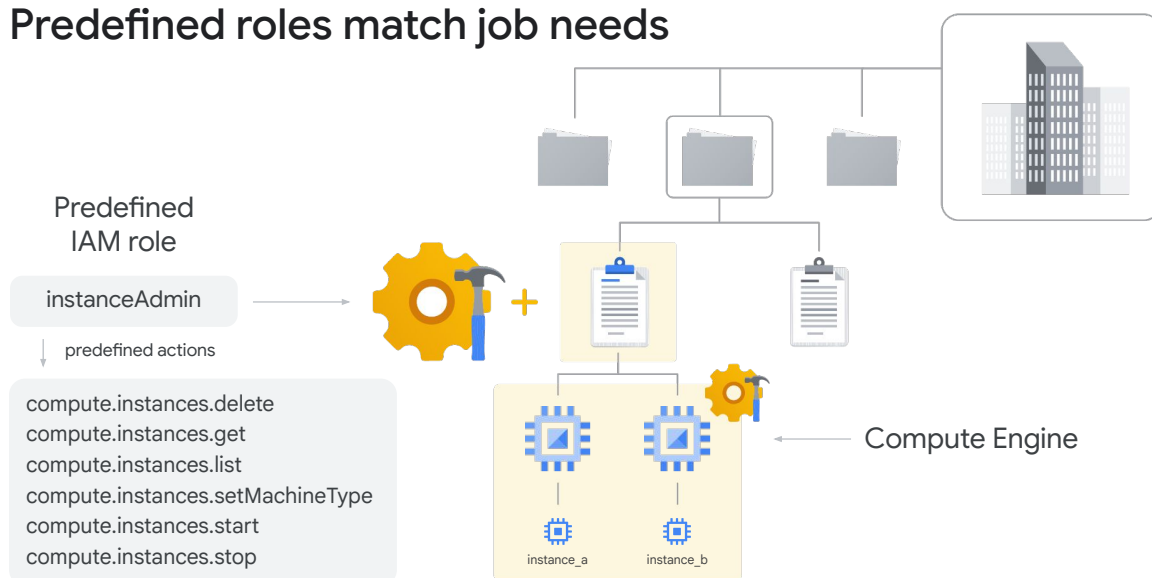 Predefined roles match job needs
Predefined
IAM role
instanceAdmin
predefined actions
compute.instances.delete
compute.instances.get
compute.instances.list
compute.instances.setMachineType
compute.instances.start
compute.instances.stop
Compute Engine
instance_a
instance_b